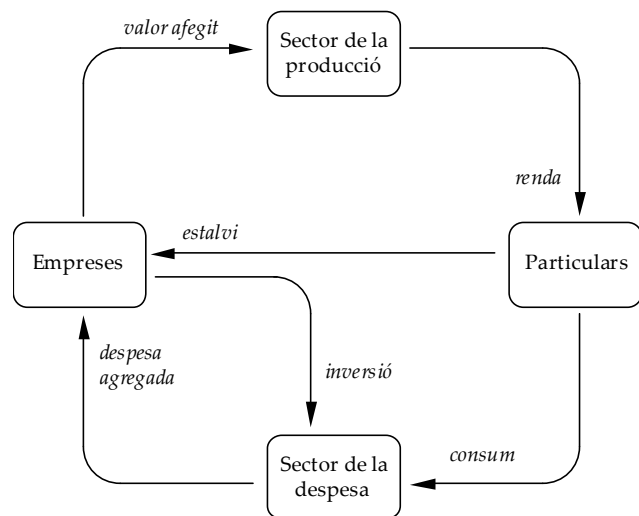 valor afegit
Sector de la
producció
renda
estalvi
Empreses
Particulars
despesa
agregada
inversió
Sector de la
despesa
consum